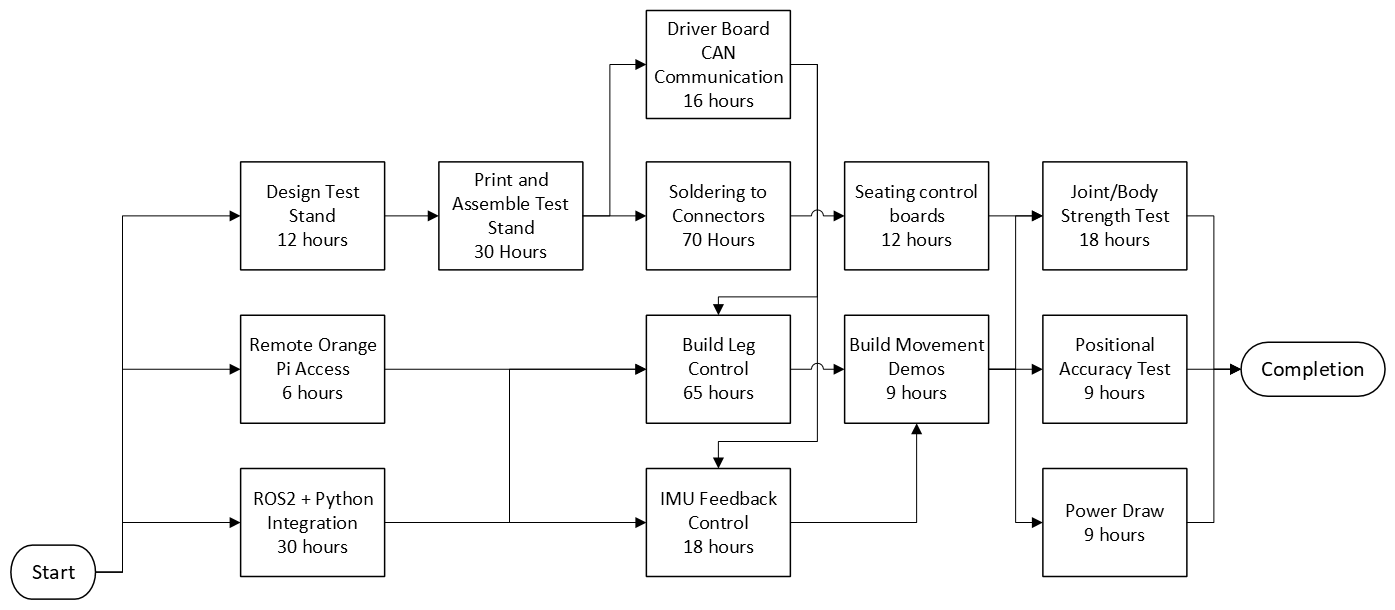 Driver Board
CAN
Communication
16 hours
Design Test
Stand
12 hours
Print and
Assemble Test
Stand
30 Hours
Soldering to
Connectors
70 Hours
Seating control
boards
12 hours
Joint/Body
Strength Test
18 hours
Remote Orange
Pi Access
6 hours
Build Leg
Control
65 hours
Build Movement
Demos
9 hours
Positional
Accuracy Test
9 hours
Completion
ROS2 + Python
Integration
30 hours
IMU Feedback
Control
18 hours
Power Draw
9 hours
Start